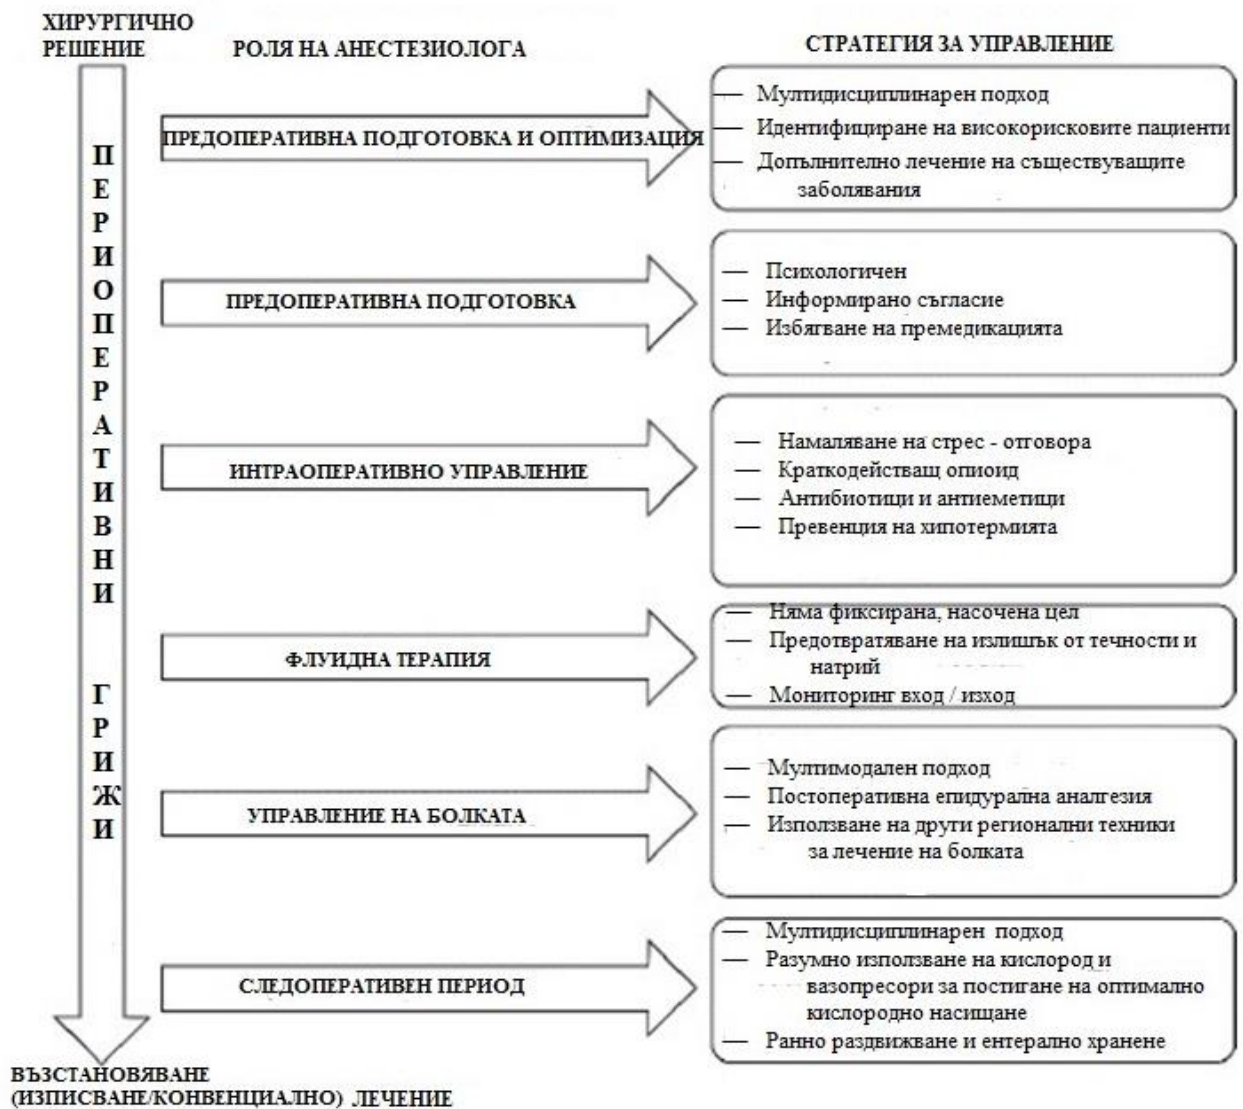 ХИРУРГИЧНО
РЕШЕНИЕ
РОЛЯ НА АНЕСТЕЗИОЛОГА
СТРАТЕГИЯ ЗА УПРАВЛЕНИЕ
ПЕРИОПЕРАТИВНИ ГРИЖИ
ПРЕДОПЕРАТИВНА ПОДГОТОВКА И ОПТИМИЗАЦИЯ
— Мултидисциплинарен подход
— Идентифициране на високорисковите пациенти
— Допълнително лечение на съществуващите
заболявания
ПРЕДОПЕРАТИВНА ПОДГОТОВКА
— Психологичен
— Информирано съгласие
— Избягване на премедикацията
ИНТРАОПЕРАТИВНО УПРАВЛЕНИЕ
— Намаляване на стрес - отговора
— Краткодействащ опиоид
— Антибиотици и антиеметици
— Превенция на хипотермията
ФЛУИДНА ТЕРАПИЯ
— Няма фиксирана, насочена цел
— Предотвратяване на излишък от течности и
натрий
— Мониторинг вход / изход
УПРАВЛЕНИЕ НА БОЛКАТА
— Мултимодален подход
— Постоперативна епидурална аналгезия
— Използване на други регионални техники
за лечение на болката
СЛЕДОПЕРАТИВЕН ПЕРИОД
— Мултидисциплинарен подход
— Разумно използване на кислород и
вазопресори за постигане на оптимално
кислородно насищане
— Ранно раздвижване и ентерално хранене
ВЪЗСТАНОВЯВАНЕ
(ИЗПИСВАНЕ/КОНВЕНЦИАЛНО) ЛЕЧЕНИЕ